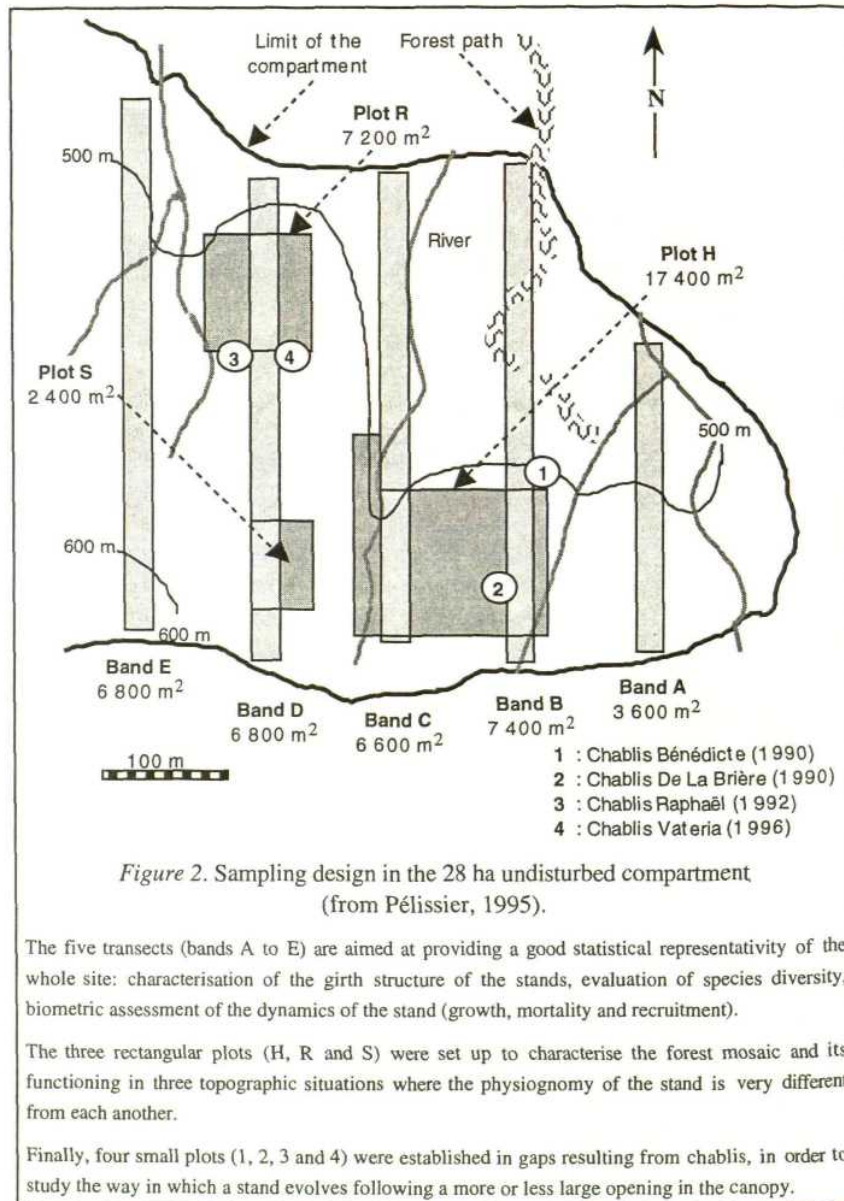 Limit of the
compartment
Forest path
N
Plot R
7 200 m²
500 m
River
Plot H
17 400 m²
3
4
Plot S
2 400 m²
500 m
1
600 m
2
600 m
Band E
6 800 m²
Band D
6 800 m²
Band C
6 600 m²
Band B
7 400 m²
Band A
3 600 m²
100 m
1 : Chablis Bénédicte (1990)
2 : Chablis De La Brière (1990)
3 : Chablis Raphaël (1992)
4 : Chablis Vateria (1996)
Figure 2. Sampling design in the 28 ha undisturbed compartment
(from Pélissier, 1995).
The five transects (bands A to E) are aimed at providing a good statistical representativity of the
whole site: characterisation of the girth structure of the stands, evaluation of species diversity,
biometric assessment of the dynamics of the stand (growth, mortality and recruitment).
The three rectangular plots (H, R and S) were set up to characterise the forest mosaic and its
functioning in three topographic situations where the physiognomy of the stand is very different
from each another.
Finally, four small plots (1, 2, 3 and 4) were established in gaps resulting from chablis, in order to
study the way in which a stand evolves following a more or less large opening in the canopy.